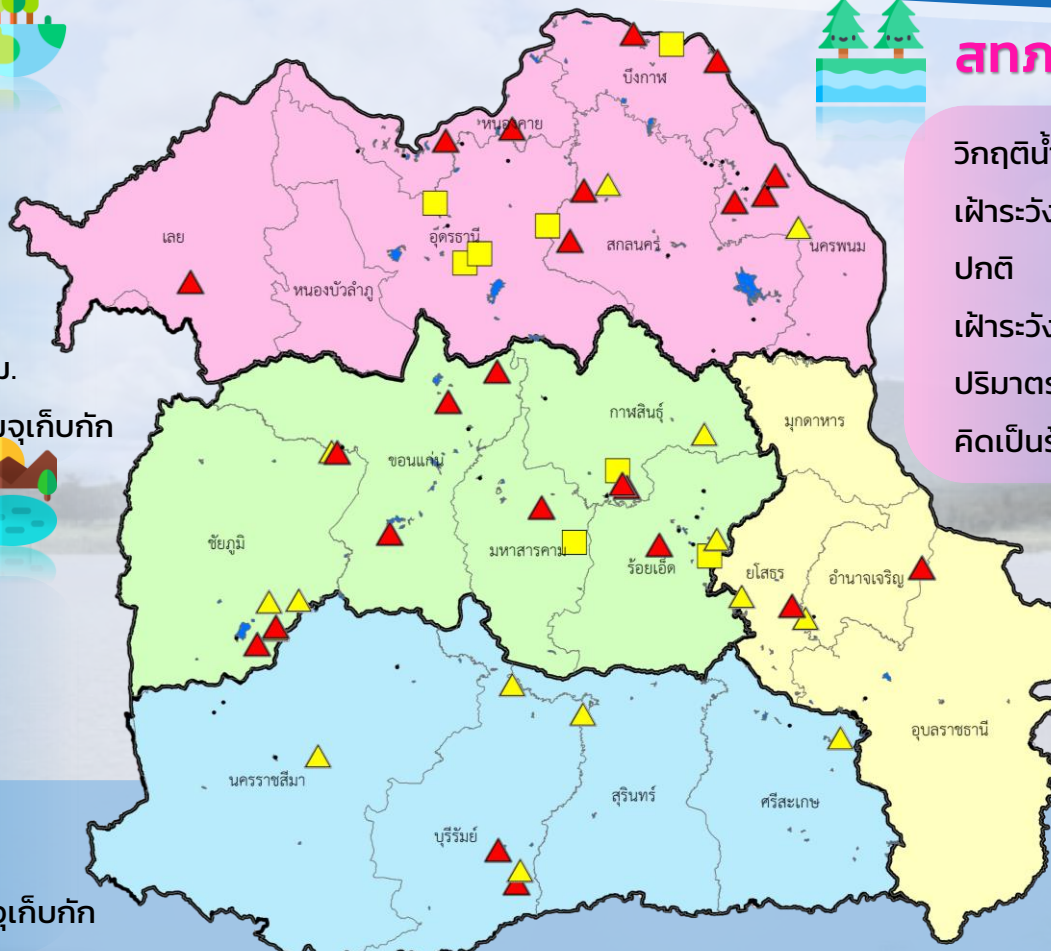 สทภ
วิกฤติน้ำ
เฝ้าระวัง
ปกติ
เฝ้าระวัง
ปริมาตร
คิดเป็นร้
ม.
จุเก็บกัก
จุเก็บกัก
บึงกาฬ
หนองคาย
เลย
อุดรธานี
สกลนคร
นครพนม
หนองบัวลำภู
กาฬสินธุ์
มุกดาหาร
ขอนแก่น
ชัยภูมิ
มหาสารคาม
ร้อยเอ็ด
ยโสธร
อำนาจเจริญ
อุบลราชธานี
นครราชสีมา
สุรินทร์
ศรีสะเกษ
บุรีรัมย์